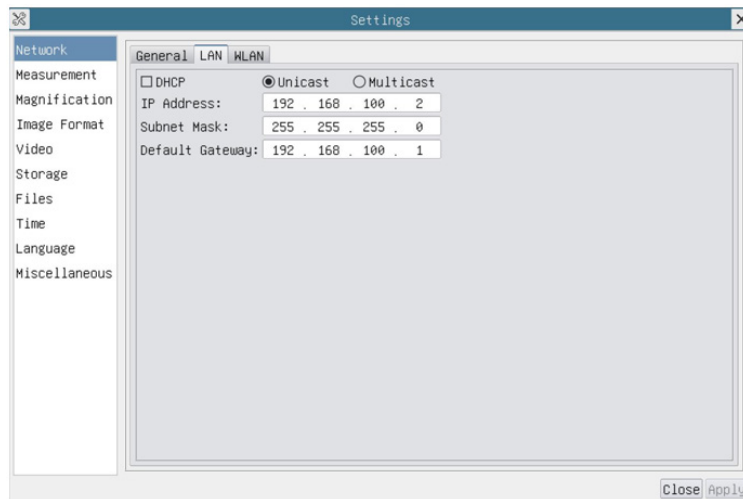 Settings
Network
Measurement
Magnification
Image Format
Video
Storage
Files
Time
Language
Miscellaneous
General LAN WLAN
DHCP Unicast Multicast
IP Address: 192 . 168 . 100 . 2
Subnet Mask: 255 . 255 . 255 . 0
Default Gateway: 192 . 168 . 100 . 1
Close Apply